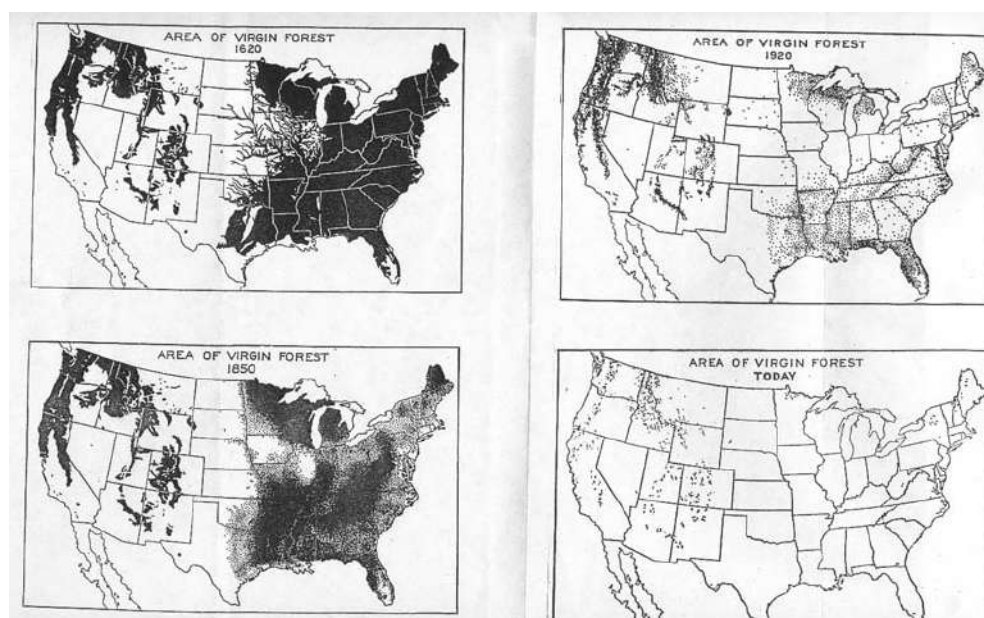 AREA OF VIRGIN FOREST
1620
AREA OF VIRGIN FOREST
1920
AREA OF VIRGIN FOREST
1850
AREA OF VIRGIN FOREST
TODAY